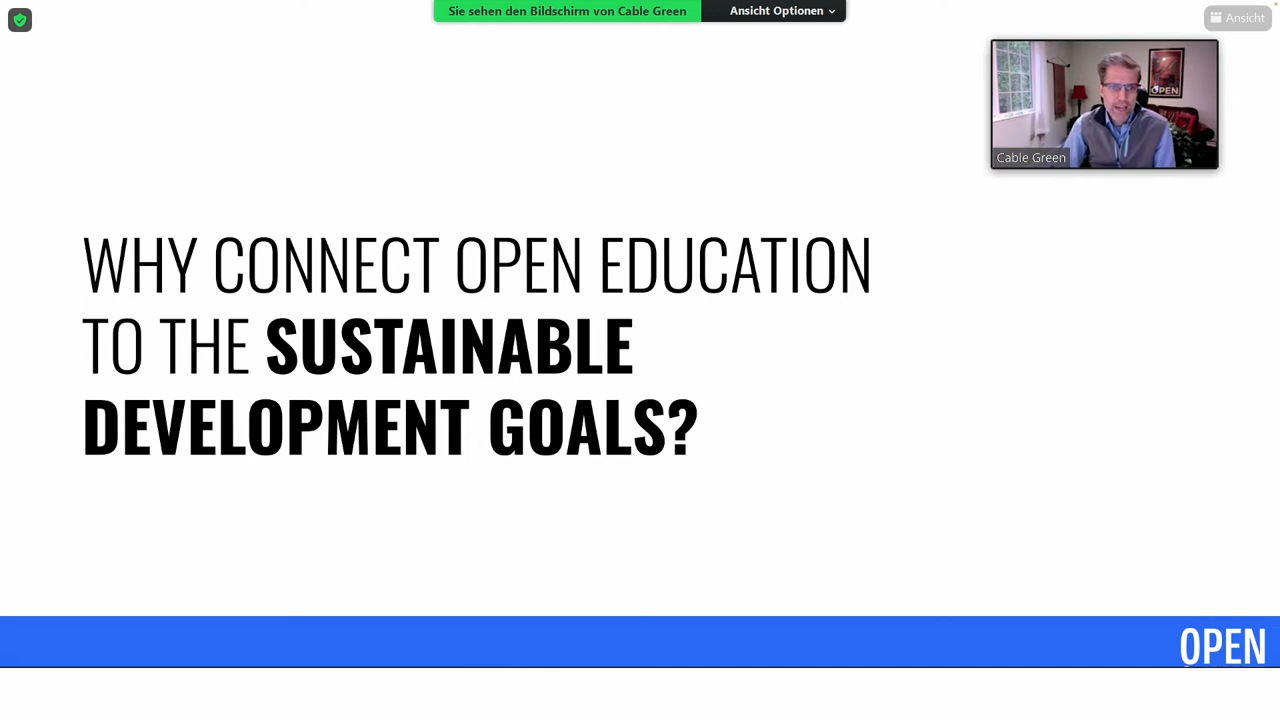 Sie sehen den Bildschirm von Cable Green
Ansicht Optionen
Ansicht
OPEN
Cable Green
WHY CONNECT OPEN EDUCATION
TO THE SUSTAINABLE
DEVELOPMENT GOALS?
OPEN